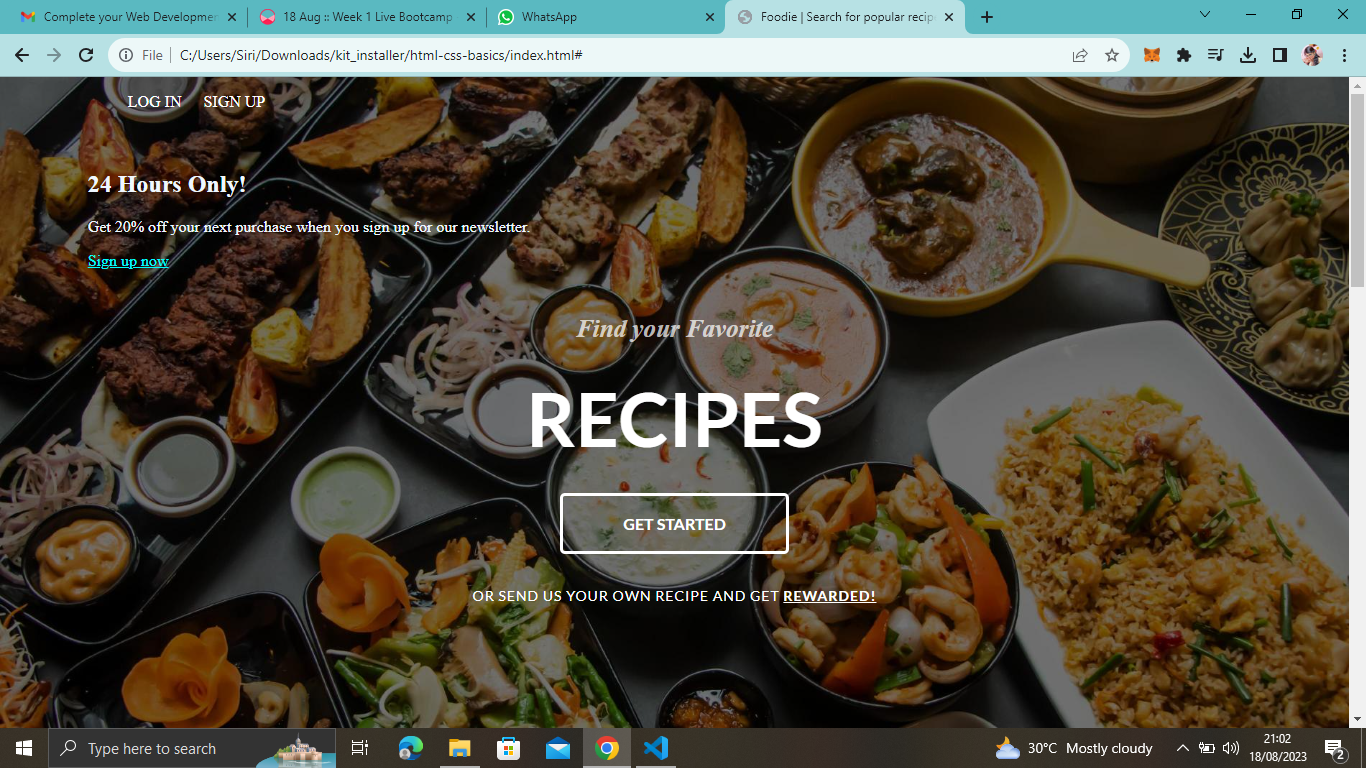 Complete your Web Developmen
18 Aug :: Week 1 Live Bootcamp
WhatsApp
Foodie | Search for popular recip
File
C:/Users/Siri/Downloads/kit_installer/html-css-basics/index.html#
LOG IN SIGN UP
24 Hours Only!
Get 20% off your next purchase when you sign up for our newsletter.
Sign up now
Find your Favorite
RECIPES
GET STARTED
OR SEND US YOUR OWN RECIPE AND GET REWARDED!
Type here to search
30°C Mostly cloudy
21:02
18/08/2023
2